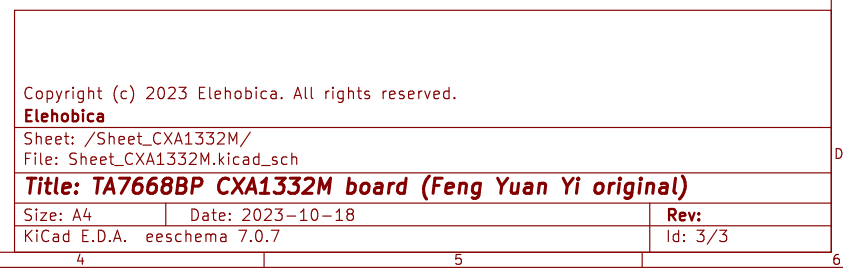 Copyright (c) 2023 Elehobica. All rights reserved.
Elehobica
Sheet: /Sheet_CXA1332M/
File: Sheet_CXA1332M.kicad_sch
Title: TA7668BP CXA1332M board (Feng Yuan Yi original)
Size: A4 Date: 2023-10-18 Rev:
KiCad E.D.A. eeschema 7.0.7 Id: 3/3
D
4 5 6